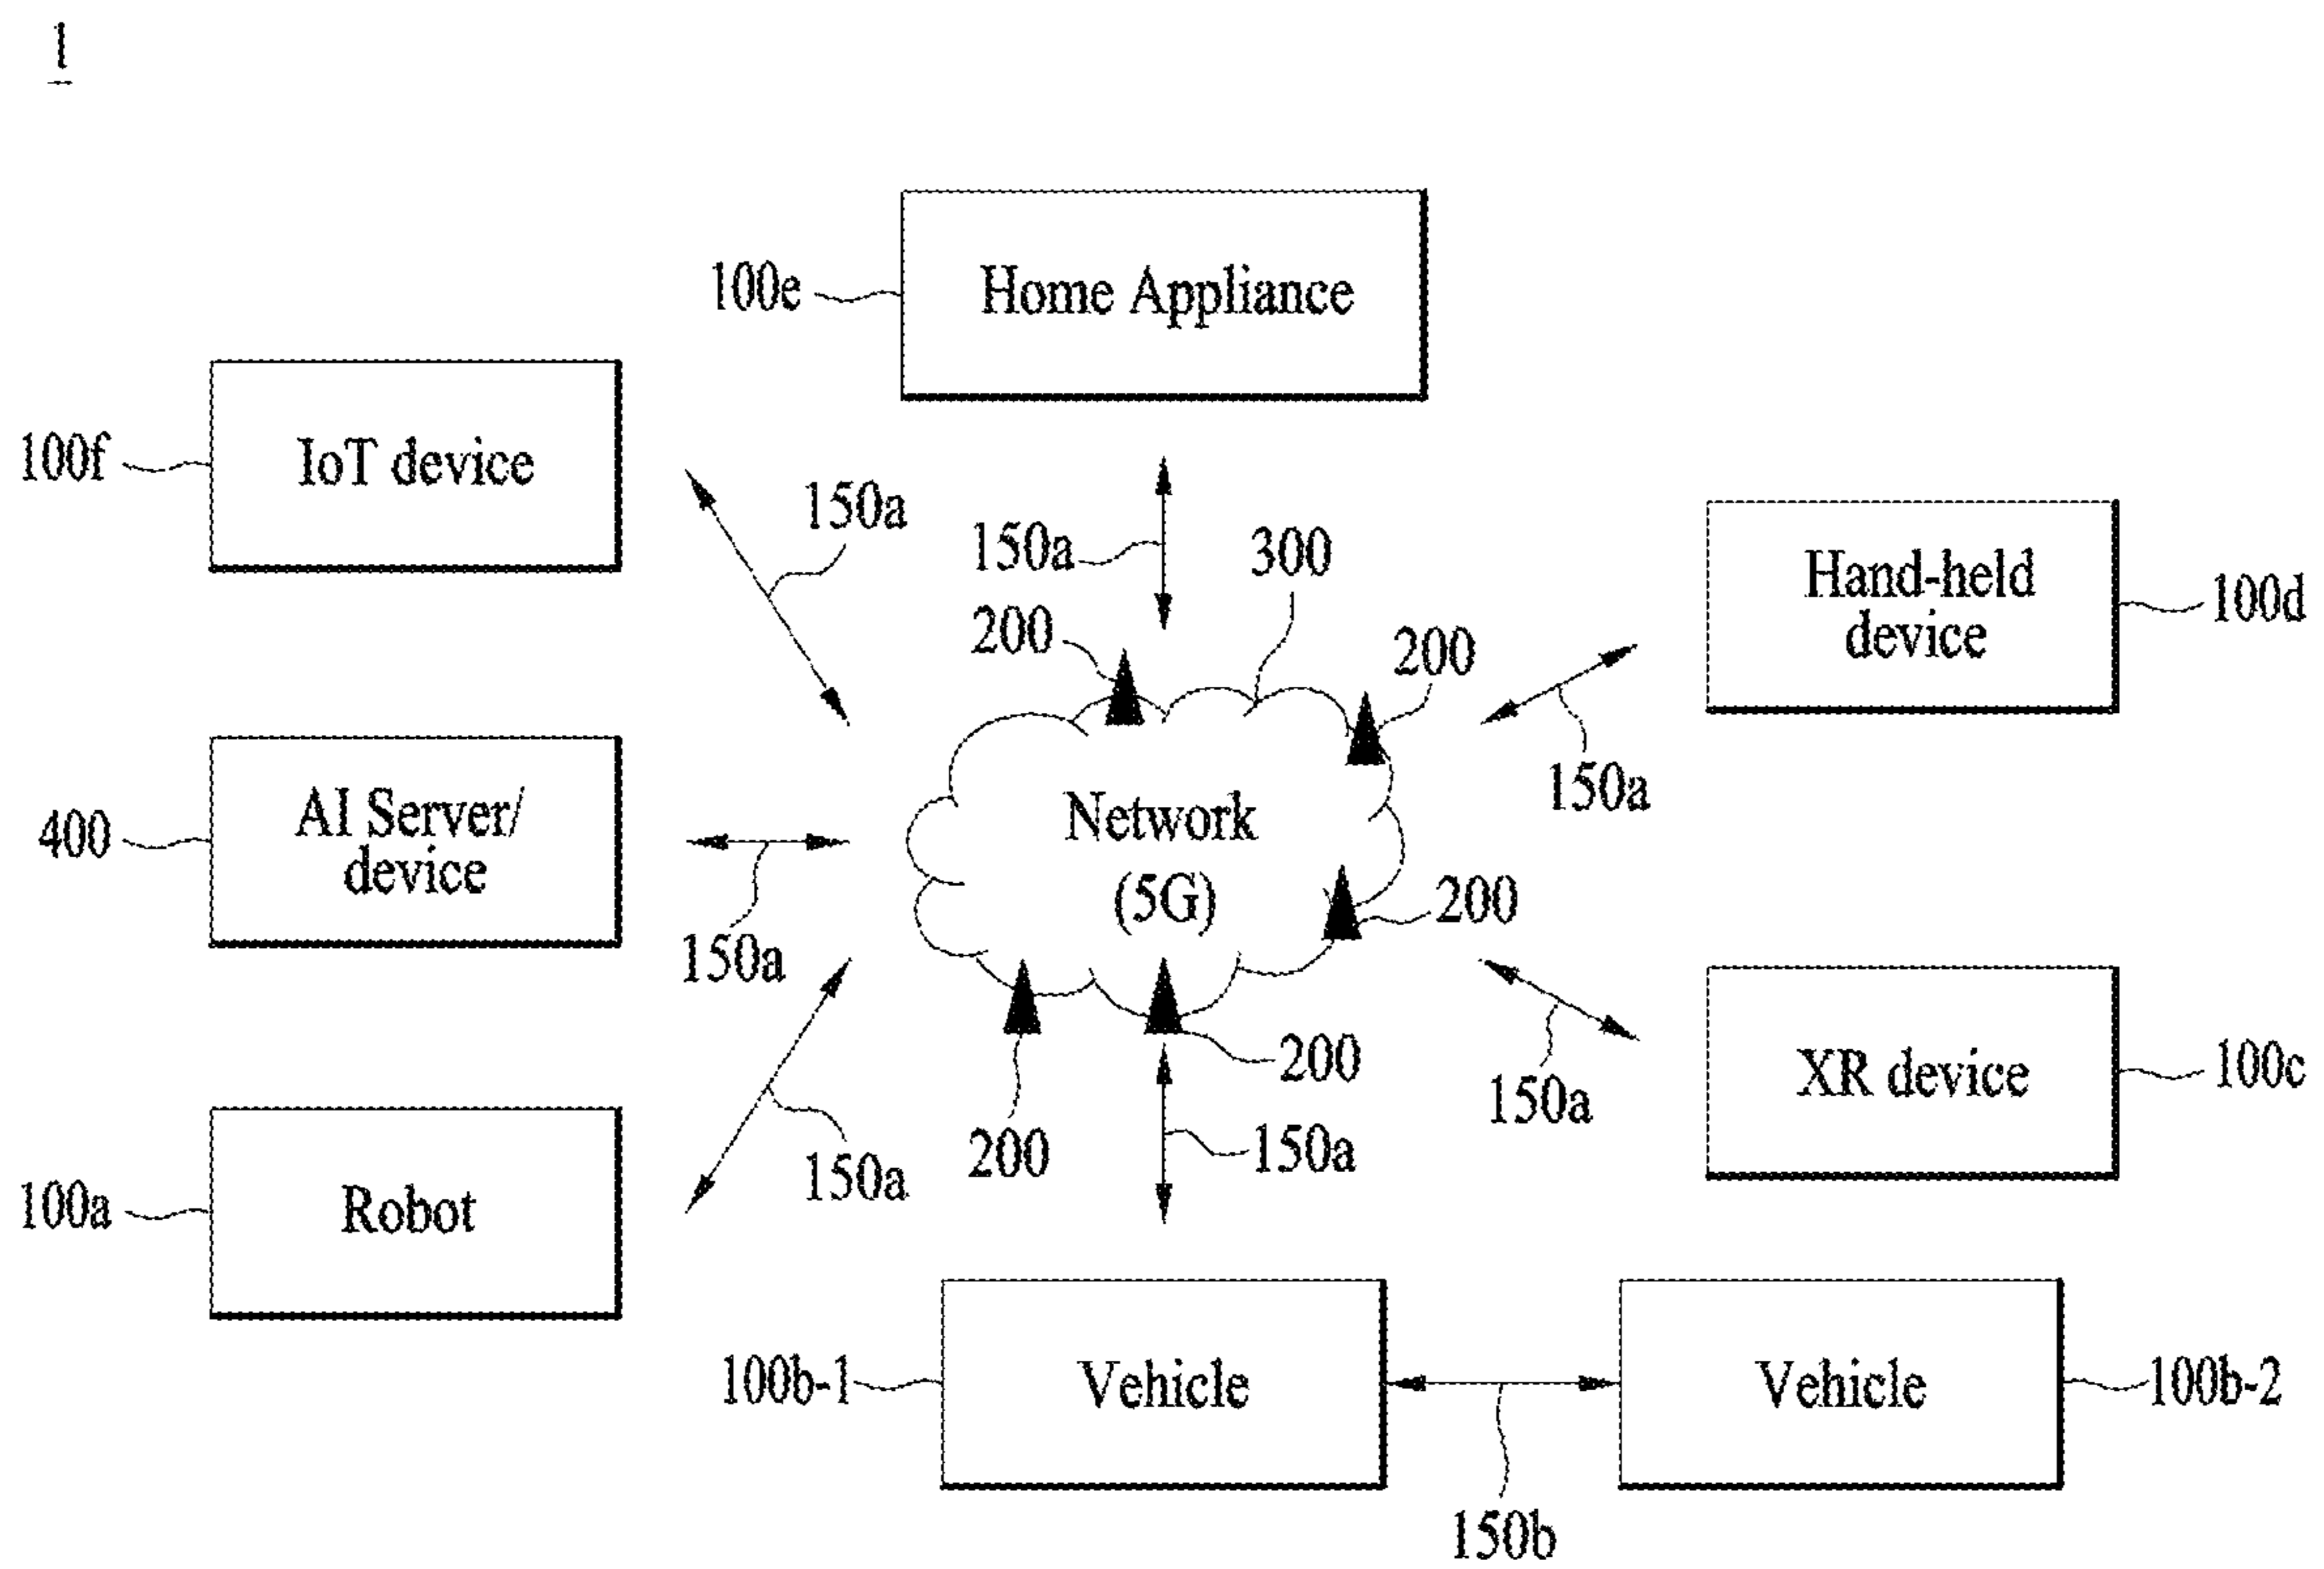 1
100e
Home Appliance
100f
IoT device
150a
150a
300
Hand-held
device
100d
200
200
150a
400
AI Server/
device
Network
(5G)
200
150a
100a
Robot
150a
200
200
150a
150a
XR device
100c
100b-1
Vehicle
Vehicle
100b-2
150b